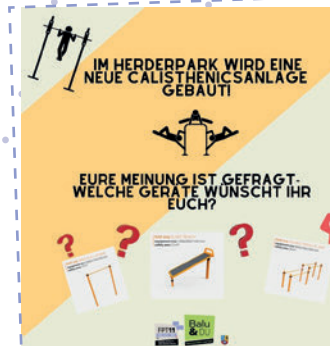 IM HERDERPARK WIRD EINE
NEUE CALISTHENICSANLAGE
GEBAUT!
EURE MEINUNG IST GEFRAGT-
WELCHE GERÄTE WÜNSCHT IHR
EUCH?
?
?
?
Balu
&DU